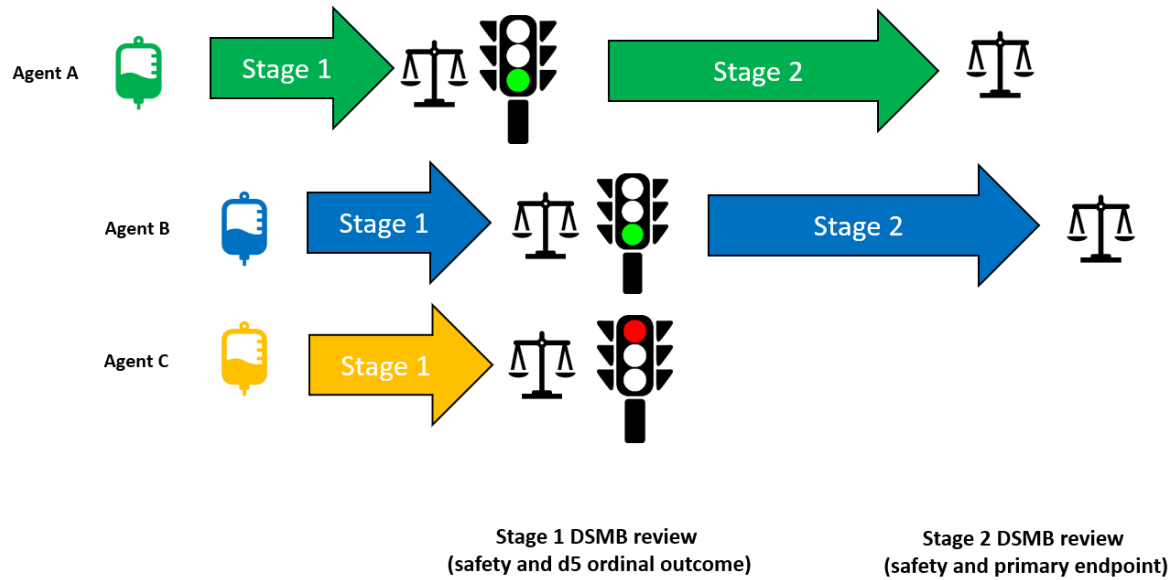 Agent A
Stage 1
Stage 2
Agent B
Stage 1
Stage 2
Agent C
Stage 1
Stage 1 DSMB review
(safety and d5 ordinal outcome)
Stage 2 DSMB review
(safety and primary endpoint)